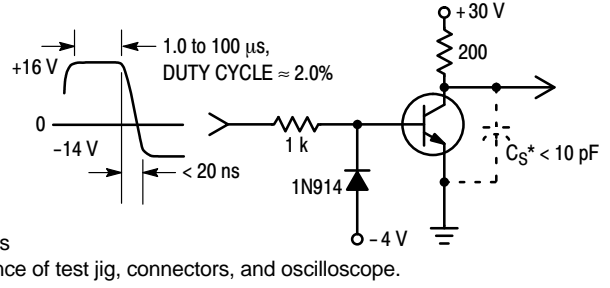 +30 V
200
1.0 to 100 μs,
DUTY CYCLE ≈ 2.0%
+16 V
0
−14 V
< 20 ns
1 k
1N914
CS* < 10 pF
−4 V
nce of test jig, connectors, and oscilloscope.